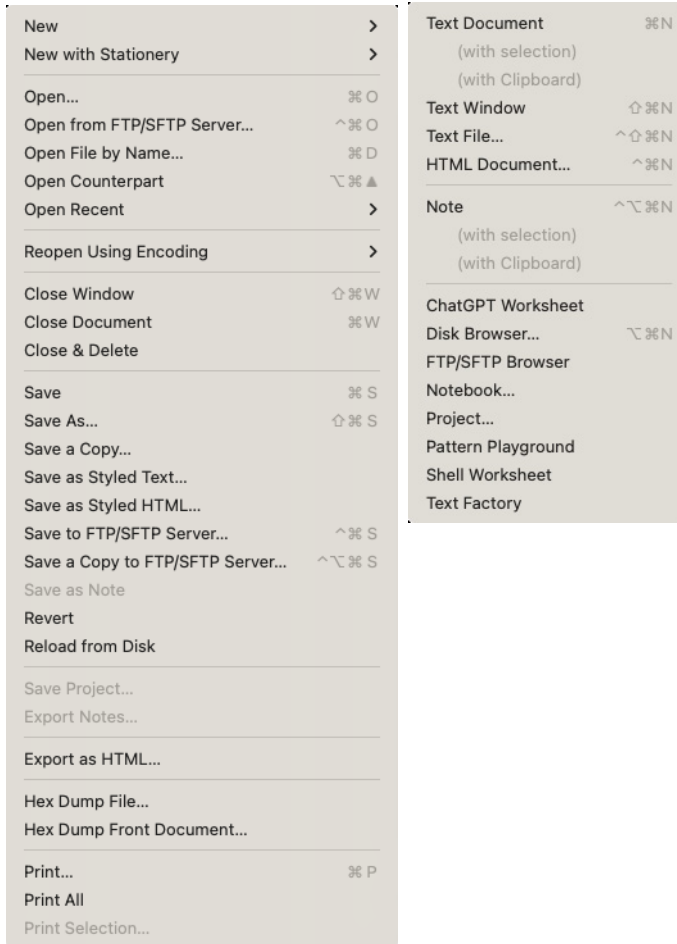 New >
New with Stationery >
Open... ⌘ O
Open from FTP/SFTP Server... ^⌘ O
Open File by Name... ⌘ D
Open Counterpart ⌥⌘▲
Open Recent >
Reopen Using Encoding >
Close Window ⇧⌘W
Close Document ⌘W
Close & Delete
Save ⌘ S
Save As... ⇧⌘ S
Save a Copy...
Save as Styled Text...
Save as Styled HTML...
Save to FTP/SFTP Server... ^⌘ S
Save a Copy to FTP/SFTP Server... ^⌥⌘ S
Save as Note
Revert
Reload from Disk
Save Project...
Export Notes...
Export as HTML...
Hex Dump File...
Hex Dump Front Document...
Print... ⌘ P
Print All
Print Selection...
Text Document ⌘N
(with selection)
(with Clipboard)
Text Window ⇧⌘N
Text File... ^⇧⌘N
HTML Document... ^⌘N
Note ^⌥⌘N
(with selection)
(with Clipboard)
ChatGPT Worksheet
Disk Browser... ⌥⌘N
FTP/SFTP Browser
Notebook...
Project...
Pattern Playground
Shell Worksheet
Text Factory